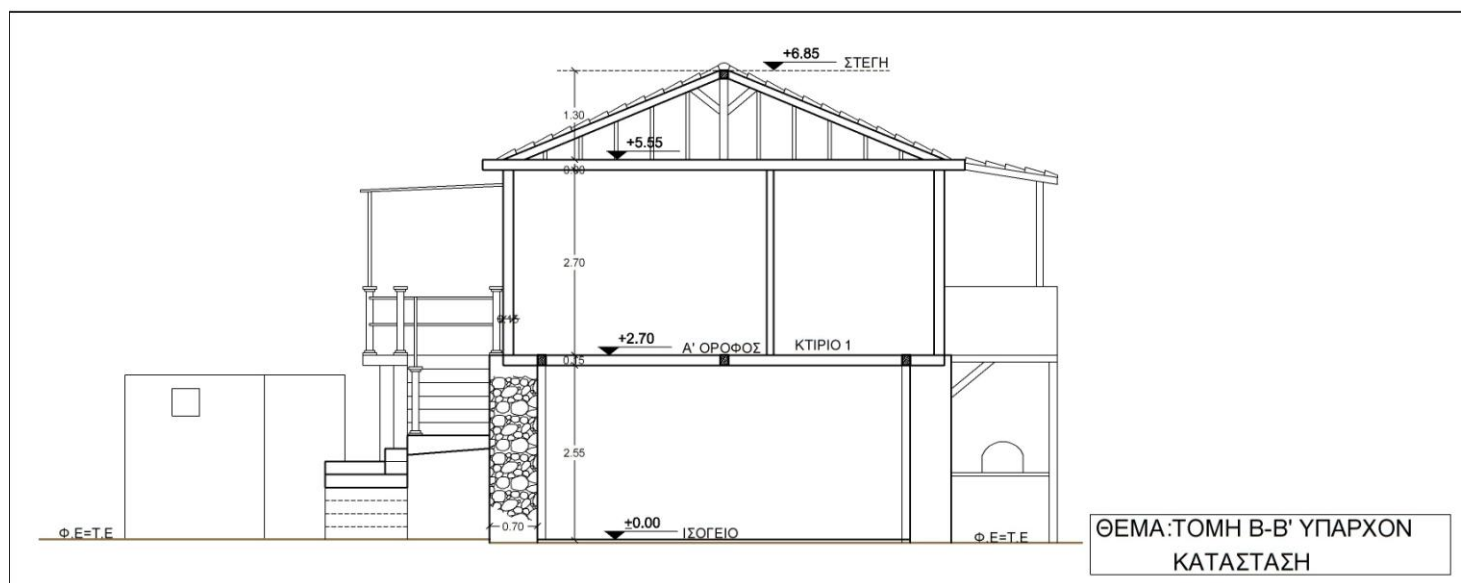 +6.85
ΣΤΕΓΗ
1.30
+5.55
0.00
2.70
+2.70
Α' ΟΡΟΦΟΣ
ΚΤΙΡΙΟ 1
0.15
2.55
0.70
±0.00
ΙΣΟΓΕΙΟ
Φ.Ε=Τ.Ε
Φ.Ε=Τ.Ε
ΘΕΜΑ:ΤΟΜΗ Β-Β' ΥΠΑΡΧΟΝ
ΚΑΤΑΣΤΑΣΗ